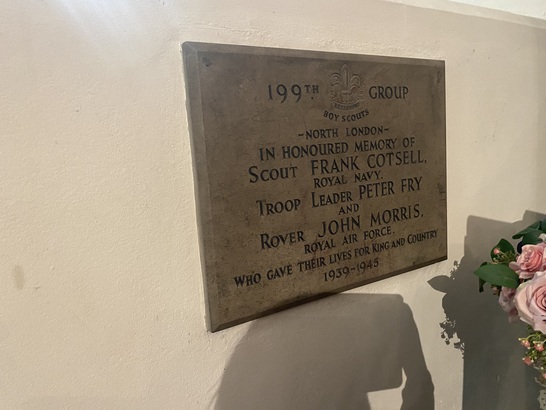 199TH GROUP
BOY SCOUTS
-NORTH LONDON-
IN HONOURED MEMORY OF
SCOUT FRANK COTSELL,
ROYAL NAVY.
TROOP LEADER PETER FRY
AND
ROVER JOHN MORRIS.
ROYAL AIR FORCE.
WHO GAVE THEIR LIVES FOR KING AND COUNTRY
1939-1945